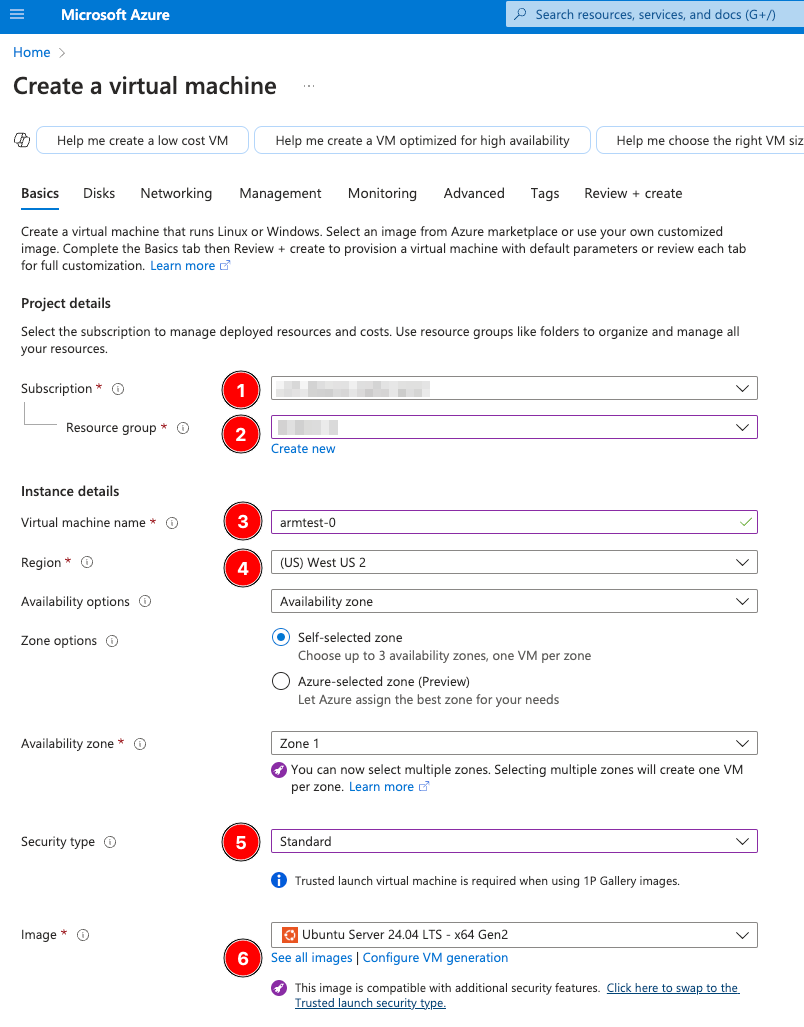 Microsoft Azure
Search resources, services, and docs (G+/)
Home
Create a virtual machine
...
Help me create a low cost VM
Help me create a VM optimized for high availability
Help me choose the right VM siz
Basics
Disks
Networking
Management
Monitoring
Advanced
Tags
Review + create
Create a virtual machine that runs Linux or Windows. Select an image from Azure marketplace or use your own customized
image. Complete the Basics tab then Review + create to provision a virtual machine with default parameters or review each tab
for full customization. Learn more
Project details
Select the subscription to manage deployed resources and costs. Use resource groups like folders to organize and manage all
your resources.
Subscription *
1
Resource group *
2
Create new
Instance details
Virtual machine name *
3
armtest-0
Region *
4
(US) West US 2
Availability options
Availability zone
Zone options
Self-selected zone
Choose up to 3 availability zones, one VM per zone
Azure-selected zone (Preview)
Let Azure assign the best zone for your needs
Availability zone *
Zone 1
You can now select multiple zones. Selecting multiple zones will create one VM
per zone. Learn more
Security type
5
Standard
Trusted launch virtual machine is required when using 1P Gallery images.
Image *
Ubuntu Server 24.04 LTS - x64 Gen2
6
See all images | Configure VM generation
This image is compatible with additional security features. Click here to swap to the
Trusted launch security type.